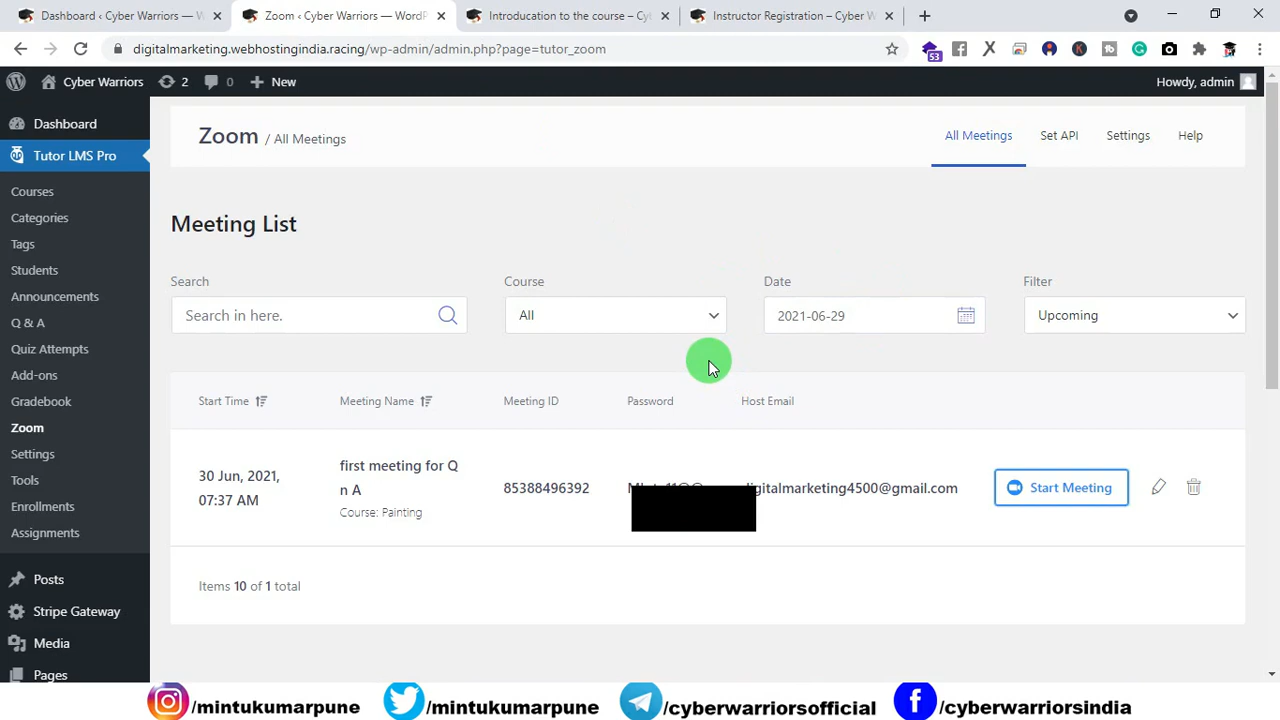 Dashboard ‹ Cyber Warriors — W
Zoom ‹ Cyber Warriors — WordP
Introducation to the course – Cy
Instructor Registration – Cyber W
digitalmarketing.webhostingindia.racing/wp-admin/admin.php?page=tutor_zoom
53
Cyber Warriors
2
0
New
Howdy, admin
Dashboard
Tutor LMS Pro
Courses
Categories
Tags
Students
Announcements
Q & A
Quiz Attempts
Add-ons
Gradebook
Zoom
Settings
Tools
Enrollments
Assignments
Posts
Stripe Gateway
Media
Pages
Zoom / All Meetings
All Meetings
Set API
Settings
Help
Meeting List
Search
Course
Date
Filter
Search in here.
All
2021-06-29
Upcoming
Start Time
Meeting Name
Meeting ID
Password
Host Email
30 Jun, 2021,
07:37 AM
first meeting for Q
n A
Course: Painting
85388496392
digitalmarketing4500@gmail.com
Start Meeting
Items 10 of 1 total
/mintukumarpune
/mintukumarpune
/cyberwarriorsofficial
/cyberwarriorsindia